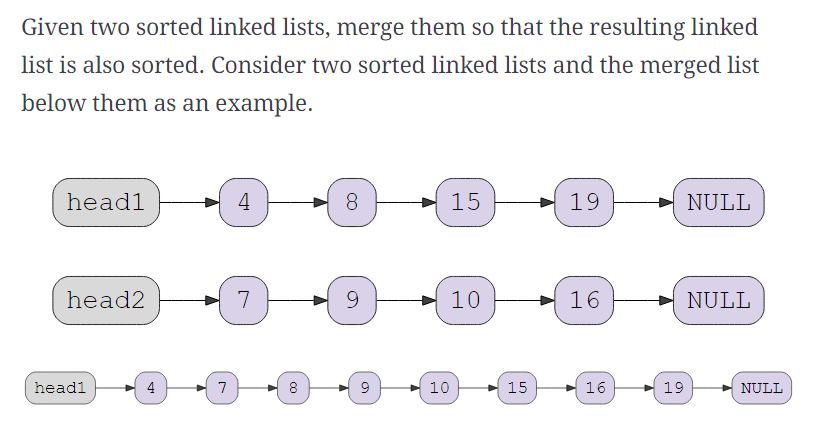 Given two sorted linked lists, merge them so that the resulting linked
list is also sorted. Consider two sorted linked lists and the merged list
below them as an example.
head1 4 8 15 19 NULL
head2 7 9 10 16 NULL
head1 4 7 8 9 10 15 16 19 NULL